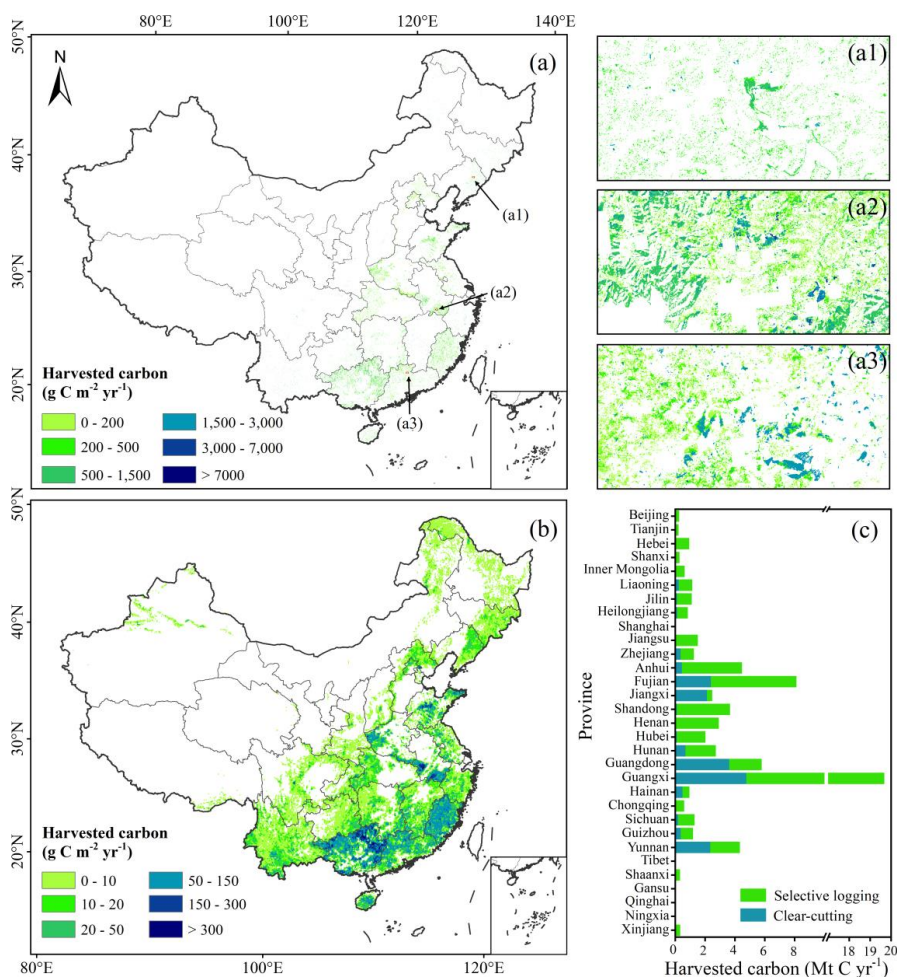 80°E 100°E 120°E 140°E
50°N
40°N
30°N
20°N
N
(a)
(a1)
(a2)
(a3)
Harvested carbon
(g C m⁻² yr⁻¹)
0 - 200
200 - 500
500 - 1,500
1,500 - 3,000
3,000 - 7,000
> 7000
(a1)
(a2)
(a3)
50°N
40°N
30°N
20°N
(b)
Harvested carbon
(g C m⁻² yr⁻¹)
0 - 10
10 - 20
20 - 50
50 - 150
150 - 300
> 300
80°E 100°E 120°E
(c)
Province
Beijing
Tianjin
Hebei
Shanxi
Inner Mongolia
Liaoning
Jilin
Heilongjiang
Shanghai
Jiangsu
Zhejiang
Anhui
Fujian
Jiangxi
Shandong
Henan
Hubei
Hunan
Guangdong
Guangxi
Hainan
Chongqing
Sichuan
Guizhou
Yunnan
Tibet
Shaanxi
Gansu
Qinghai
Ningxia
Xinjiang
Selective logging
Clear-cutting
0 2 4 6 8 18 19 20
Harvested carbon (Mt C yr⁻¹)